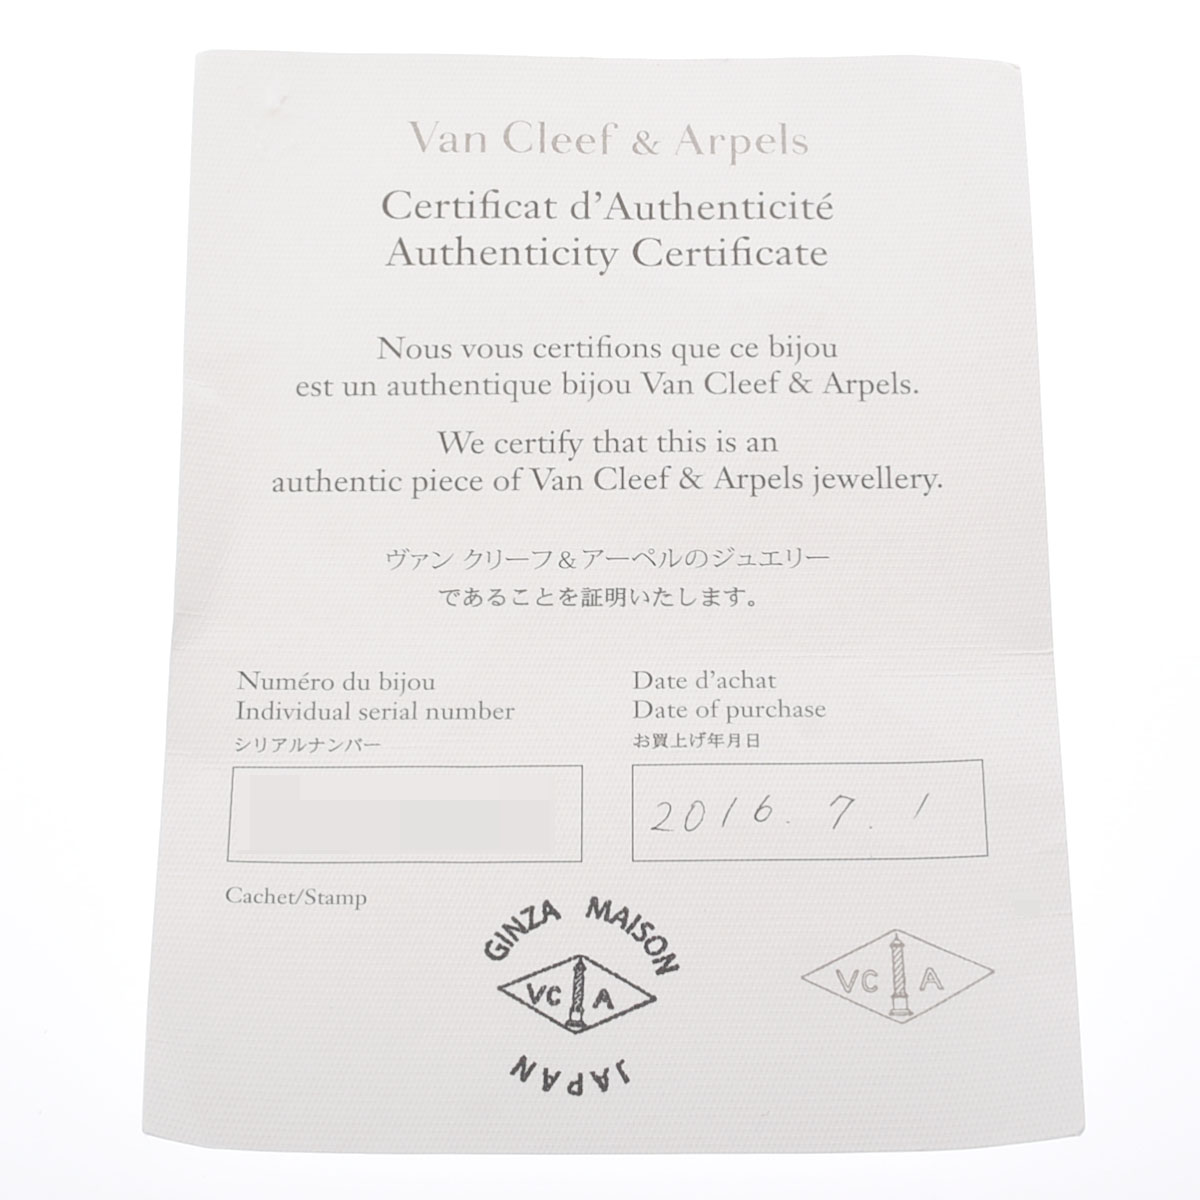 Van Cleef & Arpels
Certificat d'Authenticité
Authenticity Certificate
Nous vous certifions que ce bijou
est un authentique bijou Van Cleef & Arpels.
We certify that this is an
authentic piece of Van Cleef & Arpels jewellery.
ヴァン クリーフ&アーペルのジュエリー
であることを証明いたします。
Numéro du bijou
Individual serial number
シリアルナンバー
Date d'achat
Date of purchase
お買上げ年月日
2016. 7. 1
Cachet/Stamp
GINZA MAISON
VC A
JAPAN
VC A